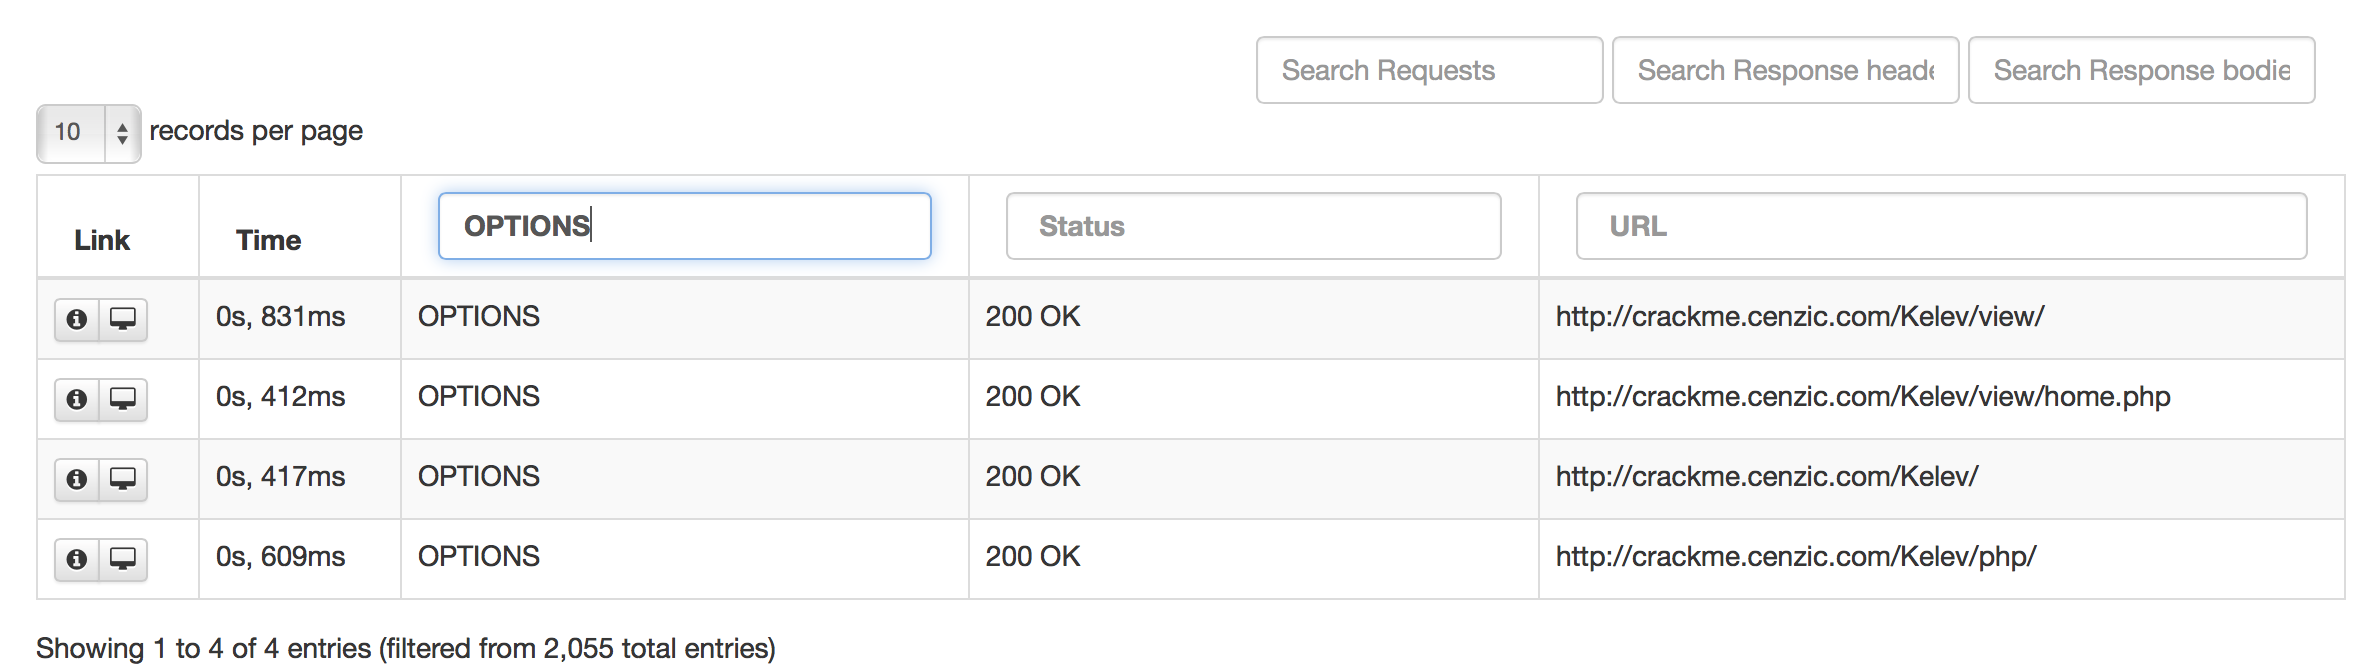 Search Requests Search Response heade Search Response bodie
10 records per page
Link Time OPTIONS Status URL
0s, 831ms OPTIONS 200 OK http://crackme.cenzic.com/Kelev/view/
0s, 412ms OPTIONS 200 OK http://crackme.cenzic.com/Kelev/view/home.php
0s, 417ms OPTIONS 200 OK http://crackme.cenzic.com/Kelev/
0s, 609ms OPTIONS 200 OK http://crackme.cenzic.com/Kelev/php/
Showing 1 to 4 of 4 entries (filtered from 2,055 total entries)